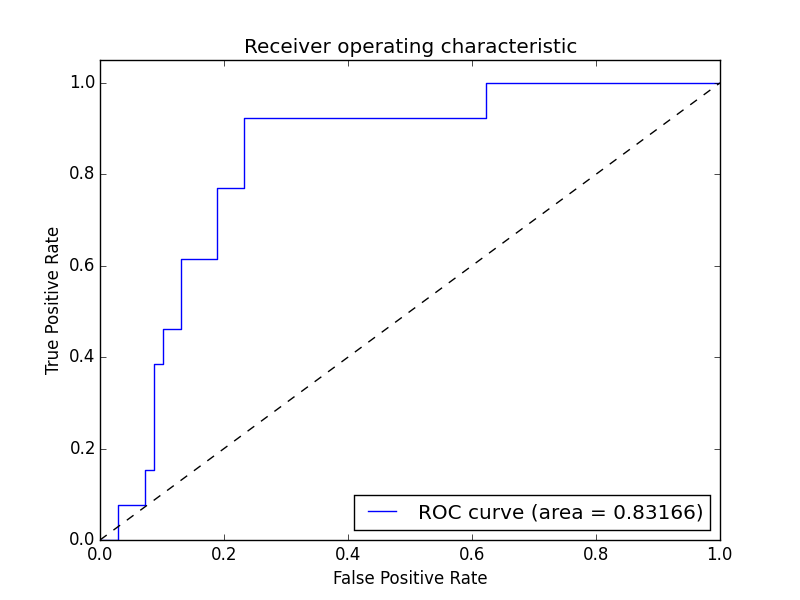 Receiver operating characteristic
1.0
0.8
0.6
0.4
0.2
0.0
True Positive Rate
ROC curve (area = 0.83166)
0.0 0.2 0.4 0.6 0.8 1.0
False Positive Rate